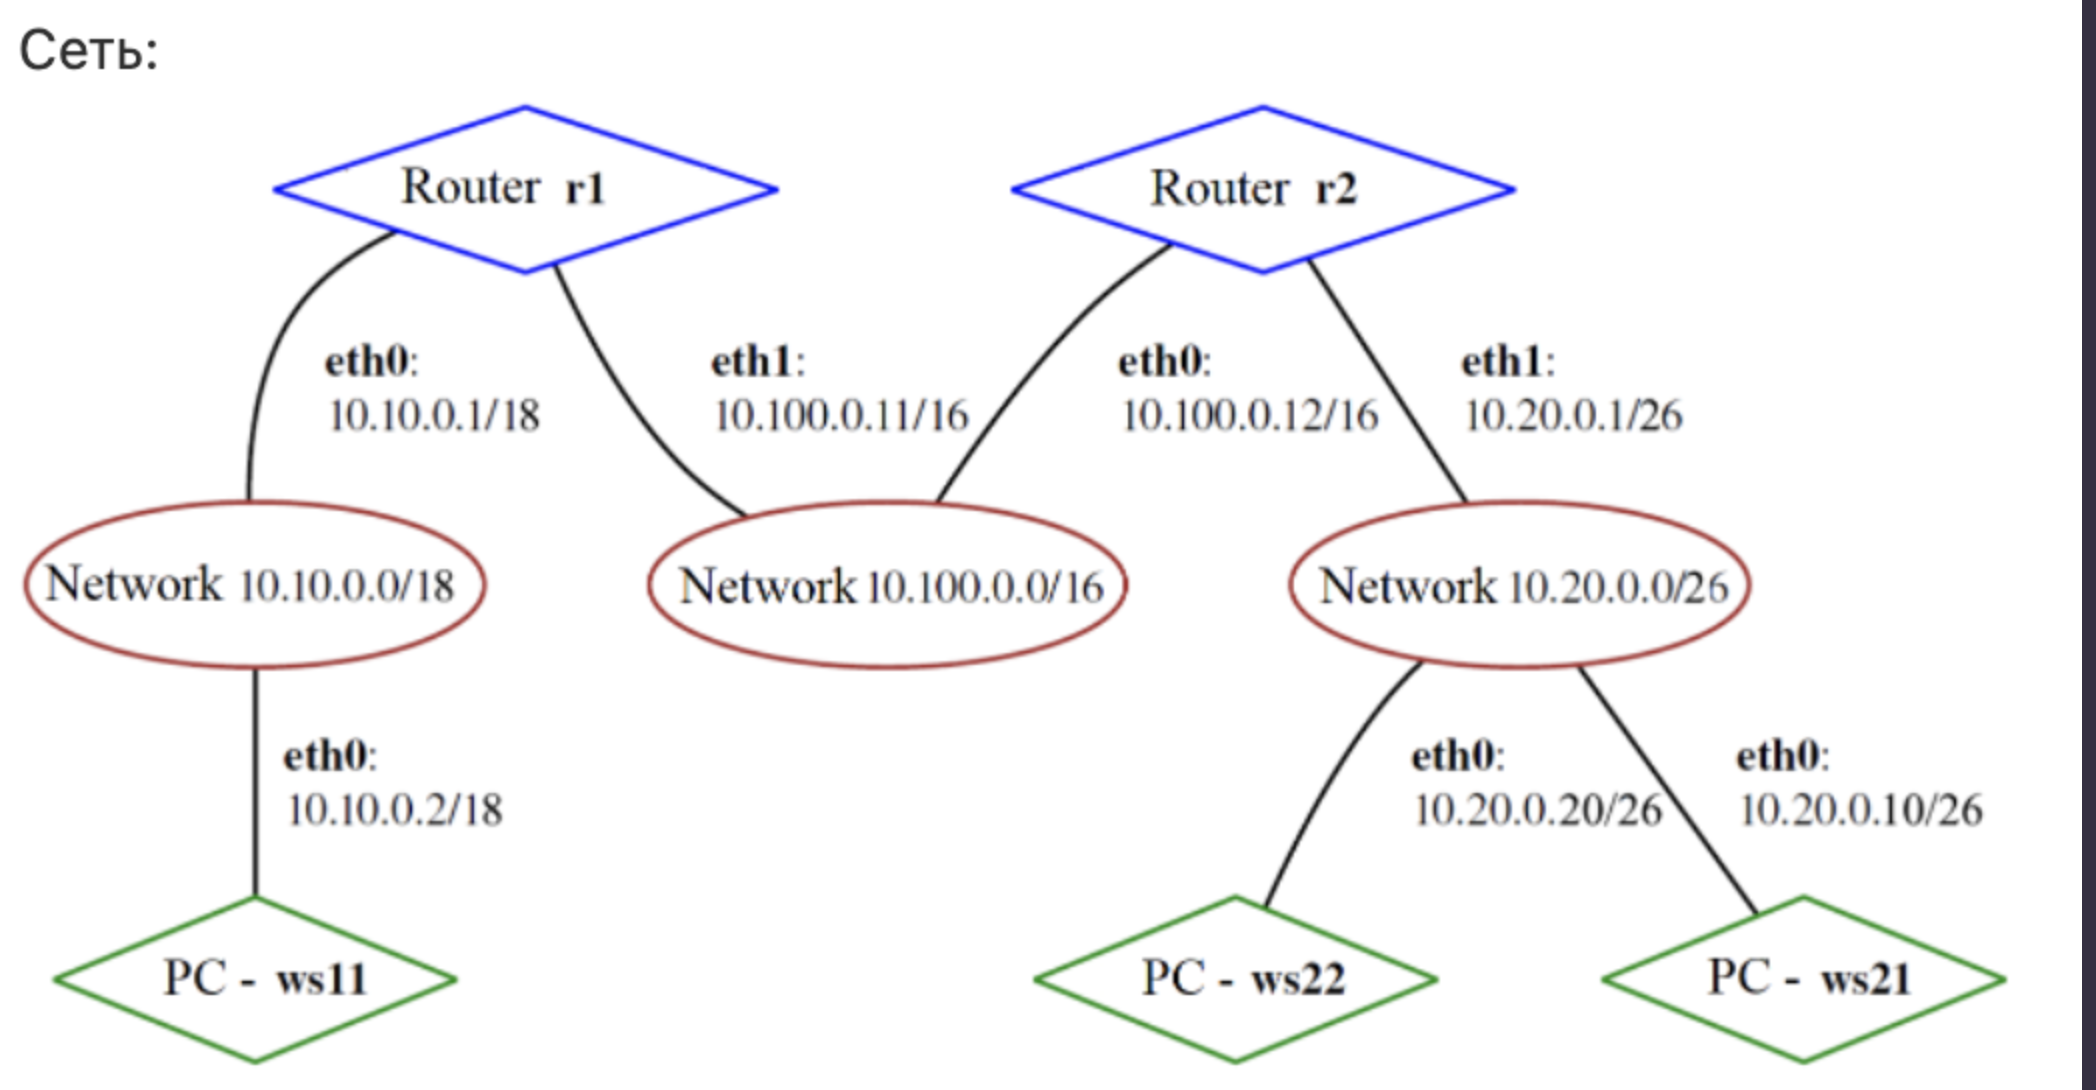 Сеть:
Router r1
Router r2
eth0:
10.10.0.1/18
eth1:
10.100.0.11/16
eth0:
10.100.0.12/16
eth1:
10.20.0.1/26
Network 10.10.0.0/18
Network 10.100.0.0/16
Network 10.20.0.0/26
eth0:
10.10.0.2/18
eth0:
10.20.0.20/26
eth0:
10.20.0.10/26
PC - ws11
PC - ws22
PC - ws21